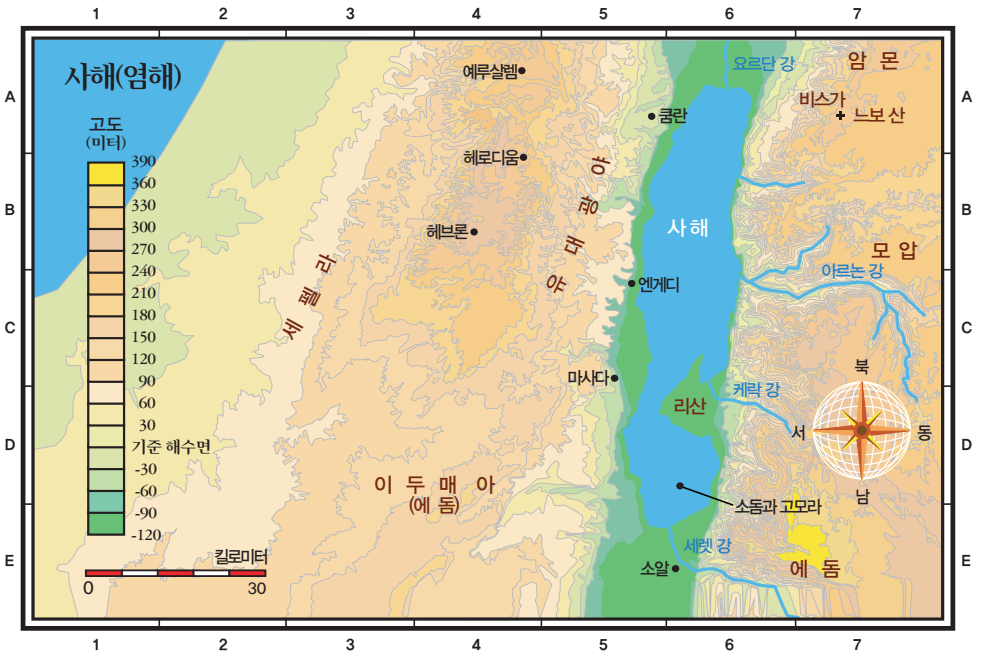 1 2 3 4 5 6 7
A
B
C
D
E
사해(염해)
고도
(미터)
390
360
330
300
270
240
210
180
150
120
90
60
30
기준 해수면
-30
-60
-90
-120
킬로미터
0 30
예루살렘
헤로디움
헤브론
세 펠 라
유 대 광 야
쿰란
엔게디
마사다
이 두 매 아
(에 돔)
요르단 강
사해
리산
소돔과 고모라
세렛 강
소알
암 몬
비스가
느보 산
모 압
아르논 강
케락 강
에 돔
북
서
동
남
A
B
C
D
E
1 2 3 4 5 6 7